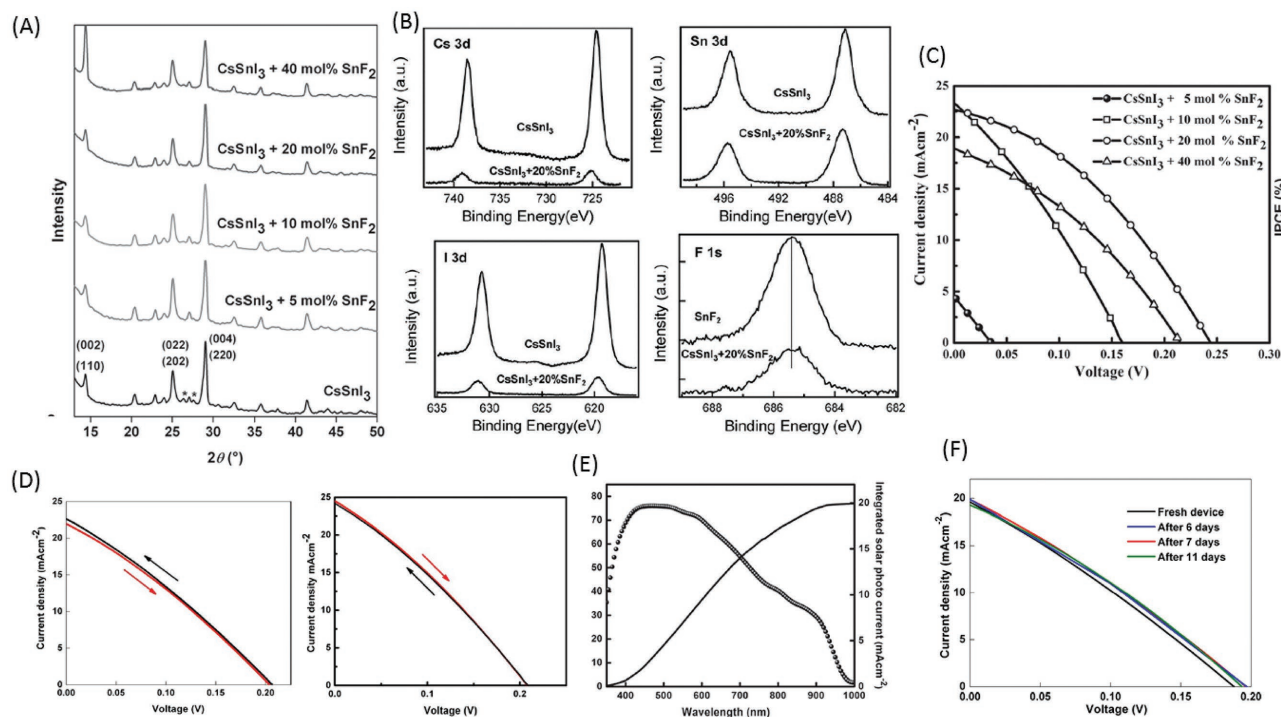 (A)
Intensity
CsSnI3 + 40 mol% SnF2
CsSnI3 + 20 mol% SnF2
CsSnI3 + 10 mol% SnF2
CsSnI3 + 5 mol% SnF2
(002)
(110)
(022)
(202)
(004)
(220)
* *
CsSnI3
15 20 25 30 35 40 45 50
2θ (°)
(B)
Cs 3d
Intensity (a.u.)
CsSnI3
CsSnI3+20%SnF2
740 730 725
Binding Energy(eV)
Sn 3d
Intensity (a.u.)
CsSnI3
CsSnI3+20%SnF2
496 492 488 484
Binding Energy(eV)
I 3d
Intensity (a.u.)
CsSnI3
CsSnI3+20%SnF2
635 630 625 620
Binding Energy(eV)
F 1s
Intensity (a.u.)
SnF2
CsSnI3+20%SnF2
688 686 684 682
Binding Energy (eV)
(C)
Current density (mAcm⁻²)
25
20
15
10
5
0
CsSnI3 + 5 mol % SnF2
CsSnI3 + 10 mol % SnF2
CsSnI3 + 20 mol % SnF2
CsSnI3 + 40 mol % SnF2
0.00 0.05 0.10 0.15 0.20 0.25 0.30
Voltage (V)
(D)
Current density (mAcm⁻²)
25
20
15
10
5
0
0.00 0.05 0.10 0.15 0.20
Voltage (V)
Current density mAcm⁻²)
25
20
15
10
5
0
0.00 0.1 0.2
Voltage (V)
(E)
80
70
60
50
40
30
20
10
0
400 500 600 700 800 900 1000
Wavelength (nm)
20
15
10
5
0
Integrated solar photo current (mAcm⁻²)
(F)
Current density (mAcm⁻²)
20
15
10
5
0
Fresh device
After 6 days
After 7 days
After 11 days
0.00 0.05 0.10 0.15 0.20
Voltage (V)